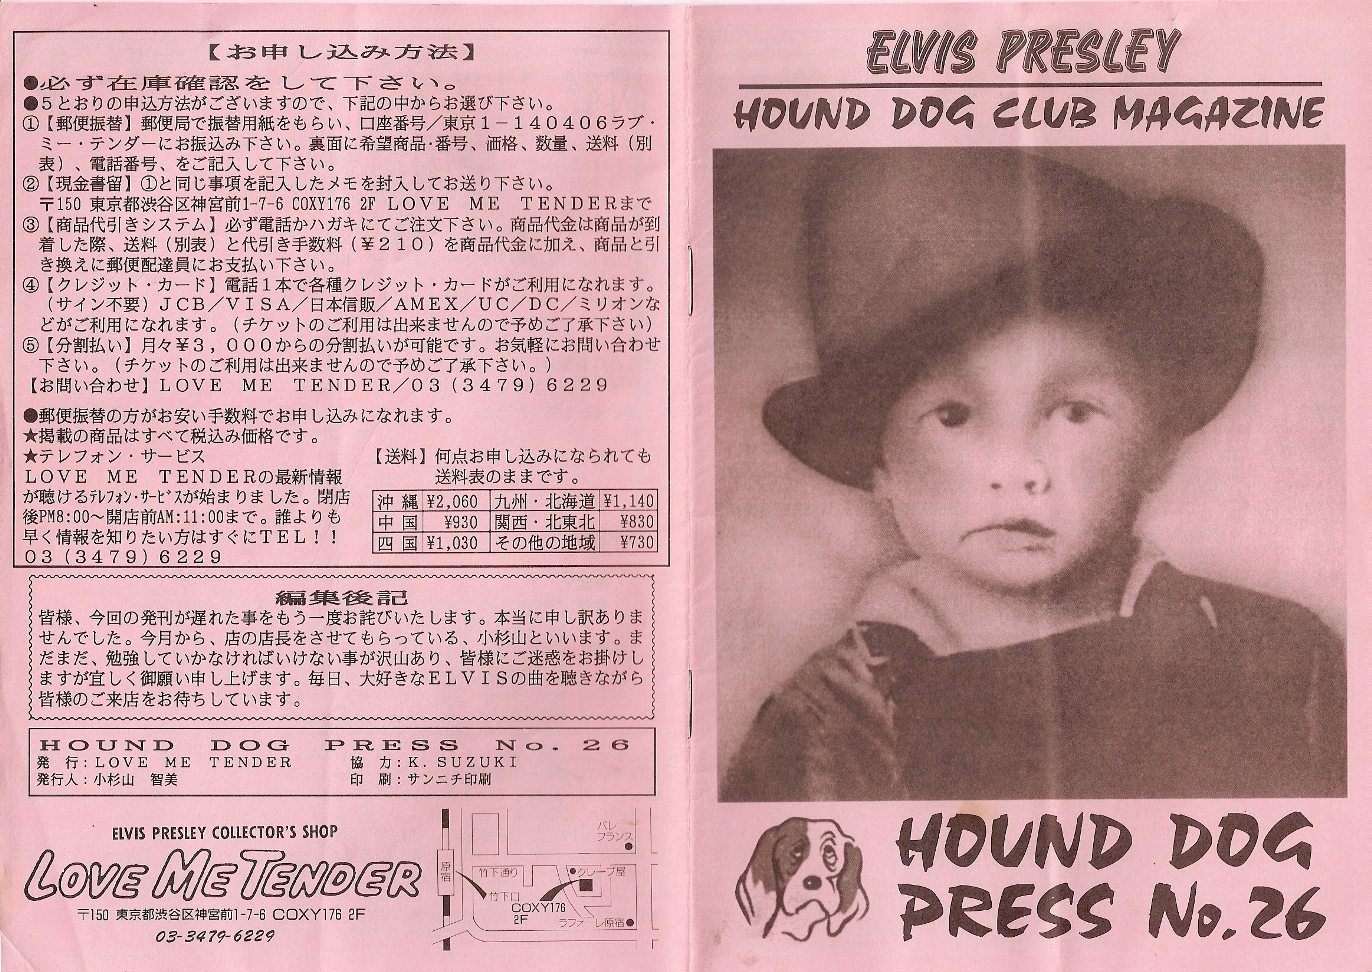 【お申し込み方法】
●必ず在庫確認をして下さい。
●5とおりの申込方法がございますので、下記の中からお選び下さい。
①【郵便振替】郵便局で振替用紙をもらい、口座番号／東京1－140406ラブ・
ミー・テンダーにお振込み下さい。裏面に希望商品・番号、価格、数量、送料（別
表）、電話番号、をご記入して下さい。
②【現金書留】①と同じ事項を記入したメモを封入してお送り下さい。
〒150 東京都渋谷区神宮前1-7-6 COXY176 2F LOVE ME TENDERまで
③【商品代引きシステム】必ず電話かハガキにてご注文下さい。商品代金は商品が到
着した際、送料（別表）と代引き手数料（￥210）を商品代金に加え、商品と引
き換えに郵便配達員にお支払い下さい。
④【クレジット・カード】電話1本で各種クレジット・カードがご利用になれます。
（サイン不要）JCB／VISA／日本信販／AMEX／UC／DC／ミリオンな
どがご利用になれます。（チケットのご利用は出来ませんので予めご了承下さい）
⑤【分割払い】月々￥3，000からの分割払いが可能です。お気軽にお問い合わせ
下さい。（チケットのご利用は出来ませんので予めご了承下さい。）
【お問い合わせ】LOVE ME TENDER／03（3479）6229
●郵便振替の方がお安い手数料でお申し込みになれます。
★掲載の商品はすべて税込み価格です。
★テレフォン・サービス
LOVE ME TENDERの最新情報
が聴けるﾃﾚﾌｫﾝ･ｻｰﾋﾞｽが始まりました。閉店
後PM8:00～開店前AM:11:00まで。誰よりも
早く情報を知りたい方はすぐにTEL！！
03（3479）6229
【送料】何点お申し込みになられても
送料表のままです。
沖縄 ¥2,060 九州・北海道 ¥1,140
中国 ¥930 関西・北東北 ¥830
四国 ¥1,030 その他の地域 ¥730
編集後記
皆様、今回の発刊が遅れた事をもう一度お詫びいたします。本当に申し訳ありま
せんでした。今月から、店の店長をさせてもらっている、小杉山といいます。ま
だまだ、勉強していかなければいけない事が沢山あり、皆様にご迷惑をお掛けし
ますが宜しく御願い申し上げます。毎日、大好きなELVISの曲を聴きながら
皆様のご来店をお待ちしています。
HOUND DOG PRESS No. 26
発 行：LOVE ME TENDER 協 力：K. SUZUKI
発行人：小杉山 智美 印 刷：サンニチ印刷
ELVIS PRESLEY COLLECTOR'S SHOP
LOVE ME TENDER
〒150 東京都渋谷区神宮前1-7-6 COXY176 2F
03-3479-6229
原宿
竹下通り
竹下口
COXY176
2F
パレ
フランス
クレープ屋
ラフォーレ原宿
ELVIS PRESLEY
HOUND DOG CLUB MAGAZINE
HOUND DOG
PRESS No. 26